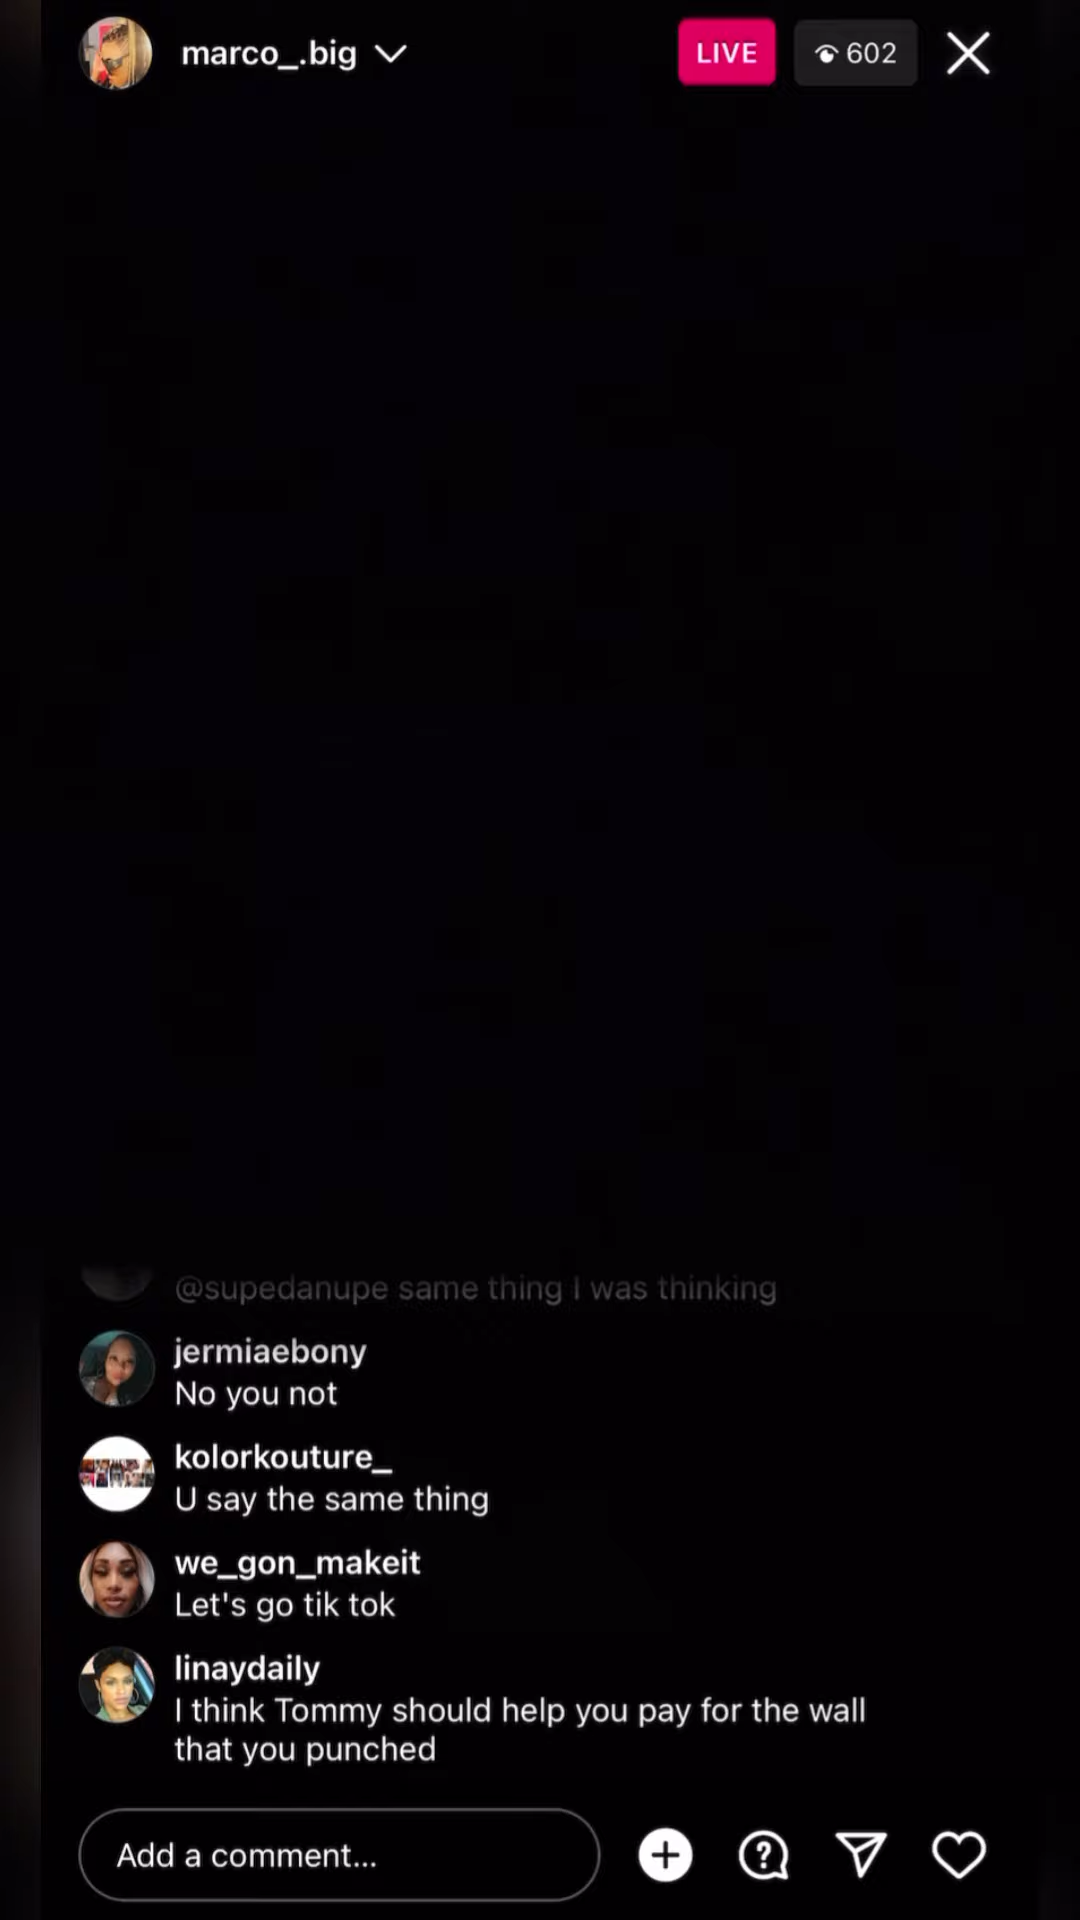 marco_.big
LIVE
602
@supedanupe same thing I was thinking
jermiaebony
No you not
kolorkouture_
U say the same thing
we_gon_makeit
Let's go tik tok
linaydaily
I think Tommy should help you pay for the wall
that you punched
Add a comment...